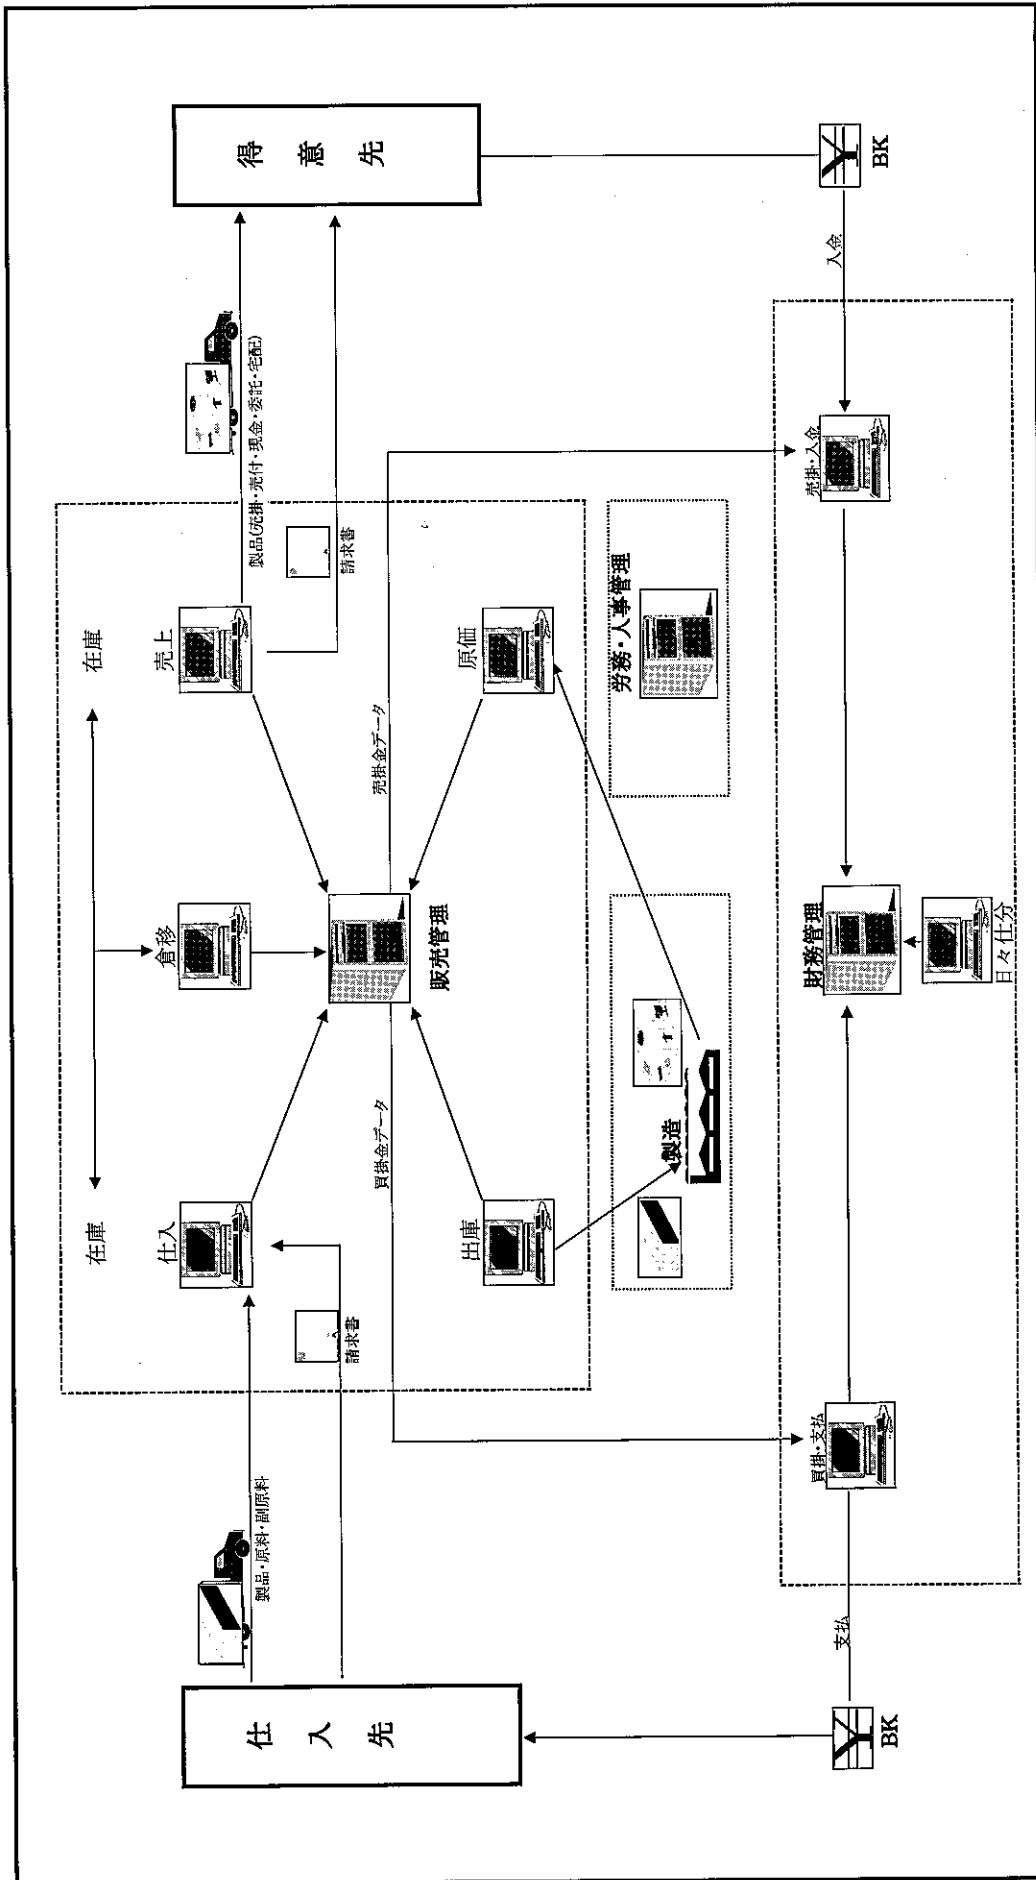 在庫
在庫
仕入先
製品・原料・副原料
請求書
仕入
倉移
売上
製品(売掛・売付・現金・委託・宅配)
請求書
得意先
販売管理
買掛金データ
売掛金データ
出庫
原価
製造
労務・人事管理
BK
支払
買掛・支払
財務管理
日々仕分
売掛・入金
入金
BK